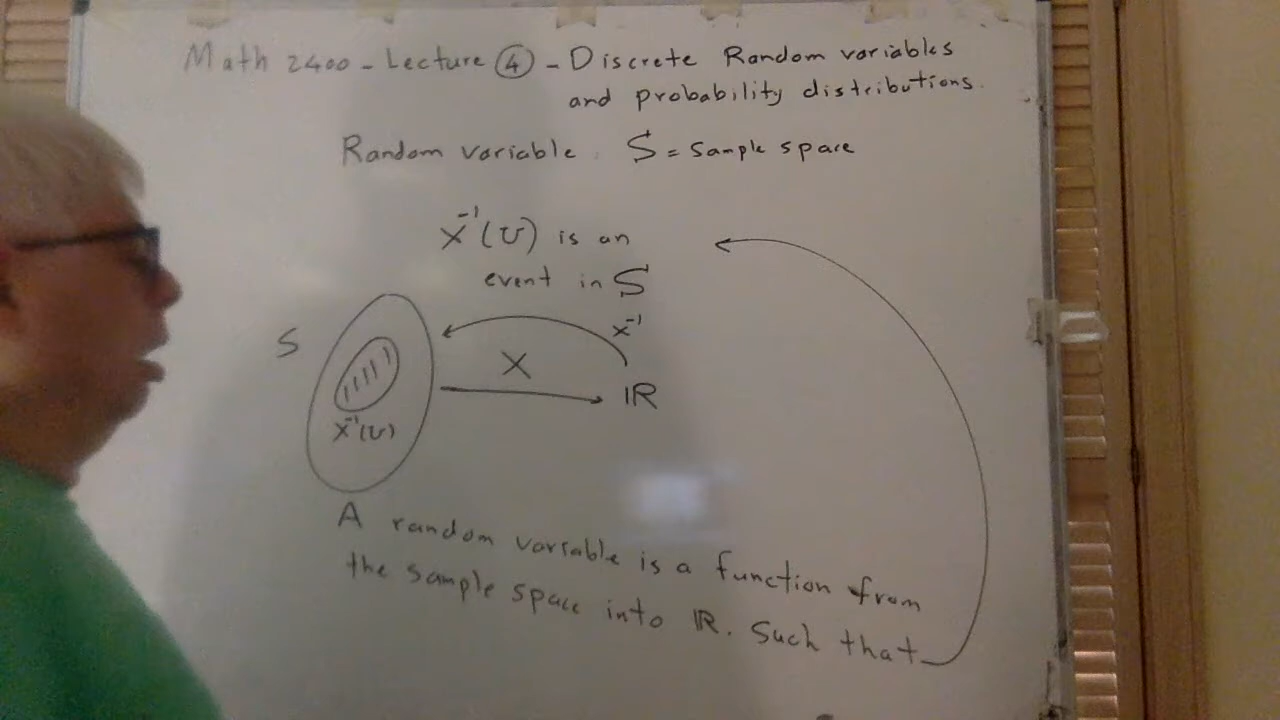 Math 2400 - Lecture ④ - Discrete Random variables
and probability distributions.
Random variable. S = sample space
X⁻¹(U) is an
event in S
S
X⁻¹
X
ℝ
X⁻¹(U)
A random variable is a function from
the sample space into ℝ. Such that